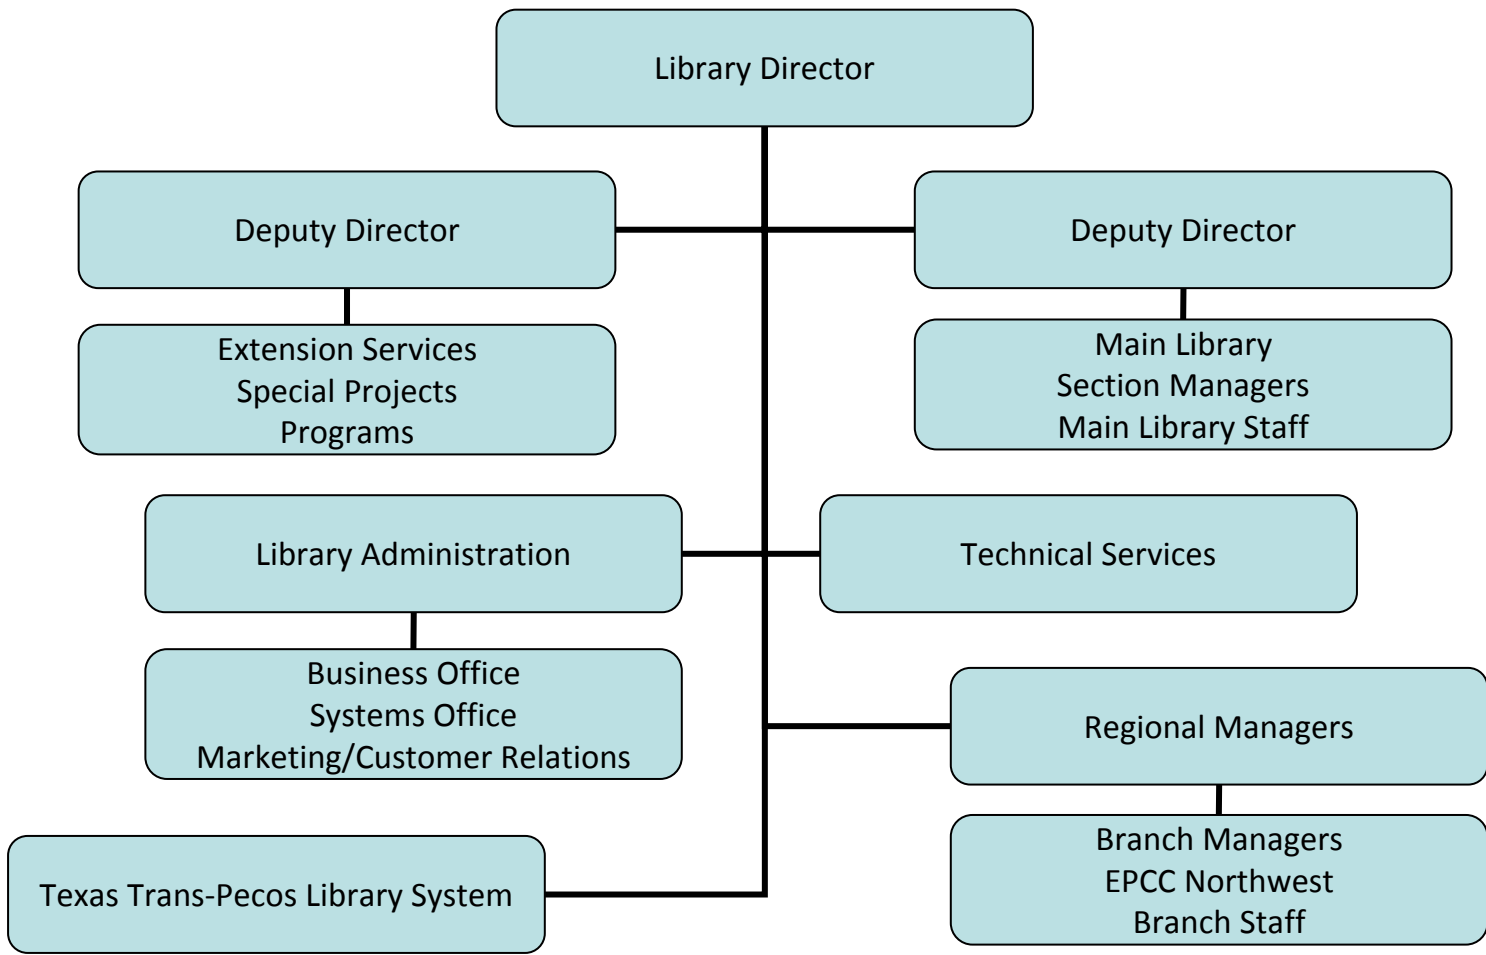 Library Director
Deputy Director
Deputy Director
Extension Services
Special Projects
Programs
Main Library
Section Managers
Main Library Staff
Library Administration
Technical Services
Business Office
Systems Office
Marketing/Customer Relations
Regional Managers
Texas Trans-Pecos Library System
Branch Managers
EPCC Northwest
Branch Staff